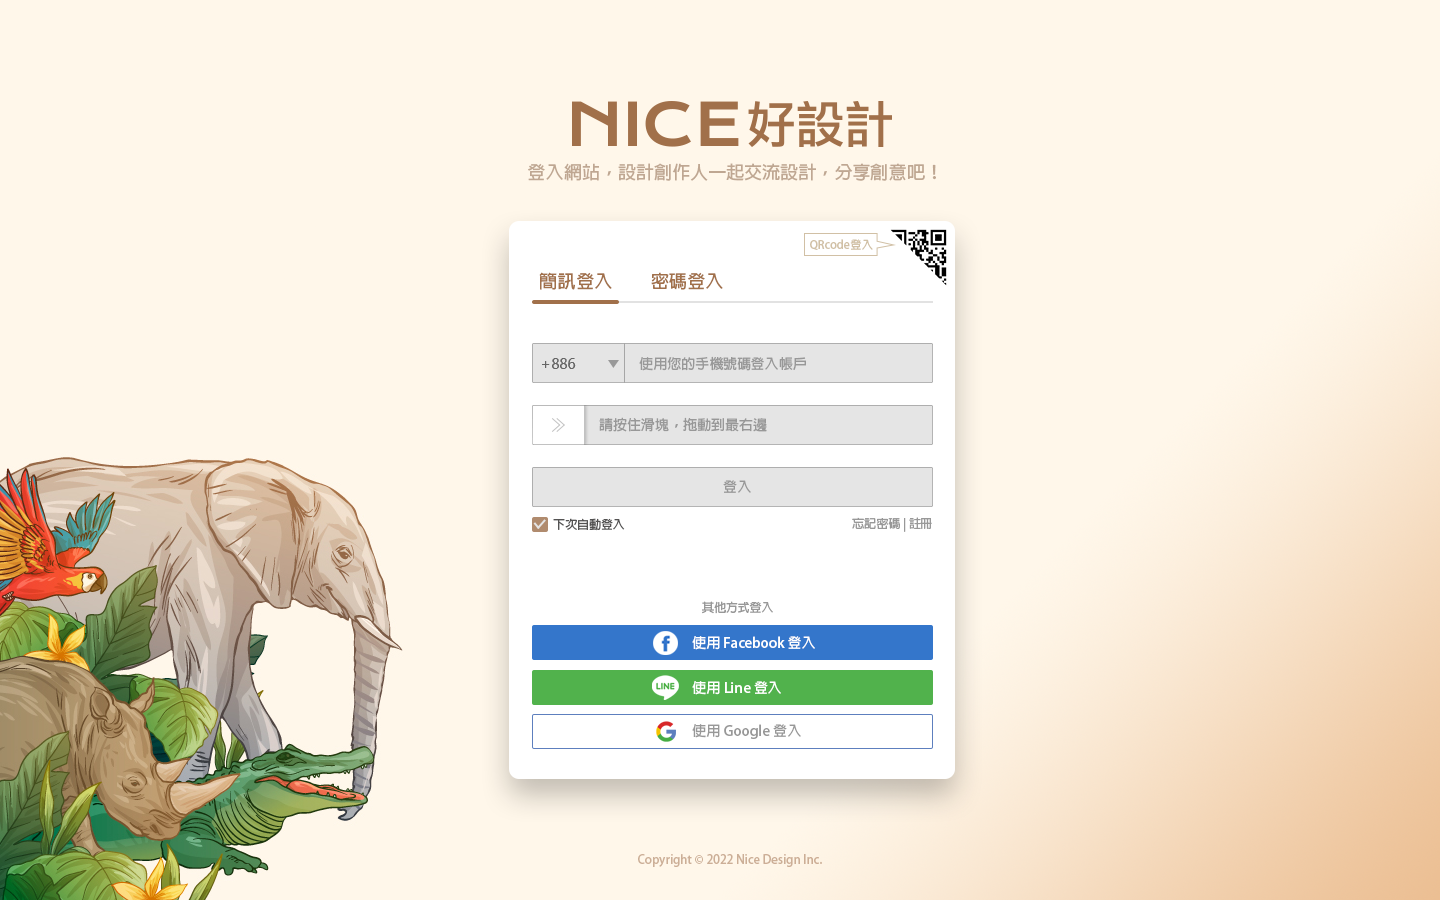 NICE好設計
登入網站，設計創作人一起交流設計，分享創意吧！
QRcode登入
簡訊登入 密碼登入
+886 使用您的手機號碼登入帳戶
請按住滑塊，拖動到最右邊
登入
下次自動登入 忘記密碼 | 註冊
其他方式登入
使用 Facebook 登入
LINE 使用 Line 登入
使用 Google 登入
Copyright © 2022 Nice Design Inc.